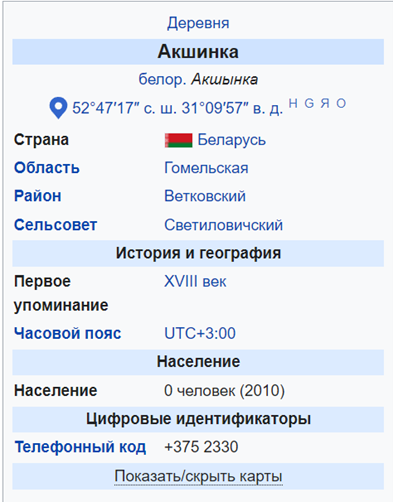 Деревня
Акшинка
белор. Акшынка
52°47′17″ с. ш. 31°09′57″ в. д. H G Я O
Страна Беларусь
Область Гомельская
Район Ветковский
Сельсовет Светиловичский
История и география
Первое XVIII век
упоминание
Часовой пояс UTC+3:00
Население
Население 0 человек (2010)
Цифровые идентификаторы
Телефонный код +375 2330
Показать/скрыть карты